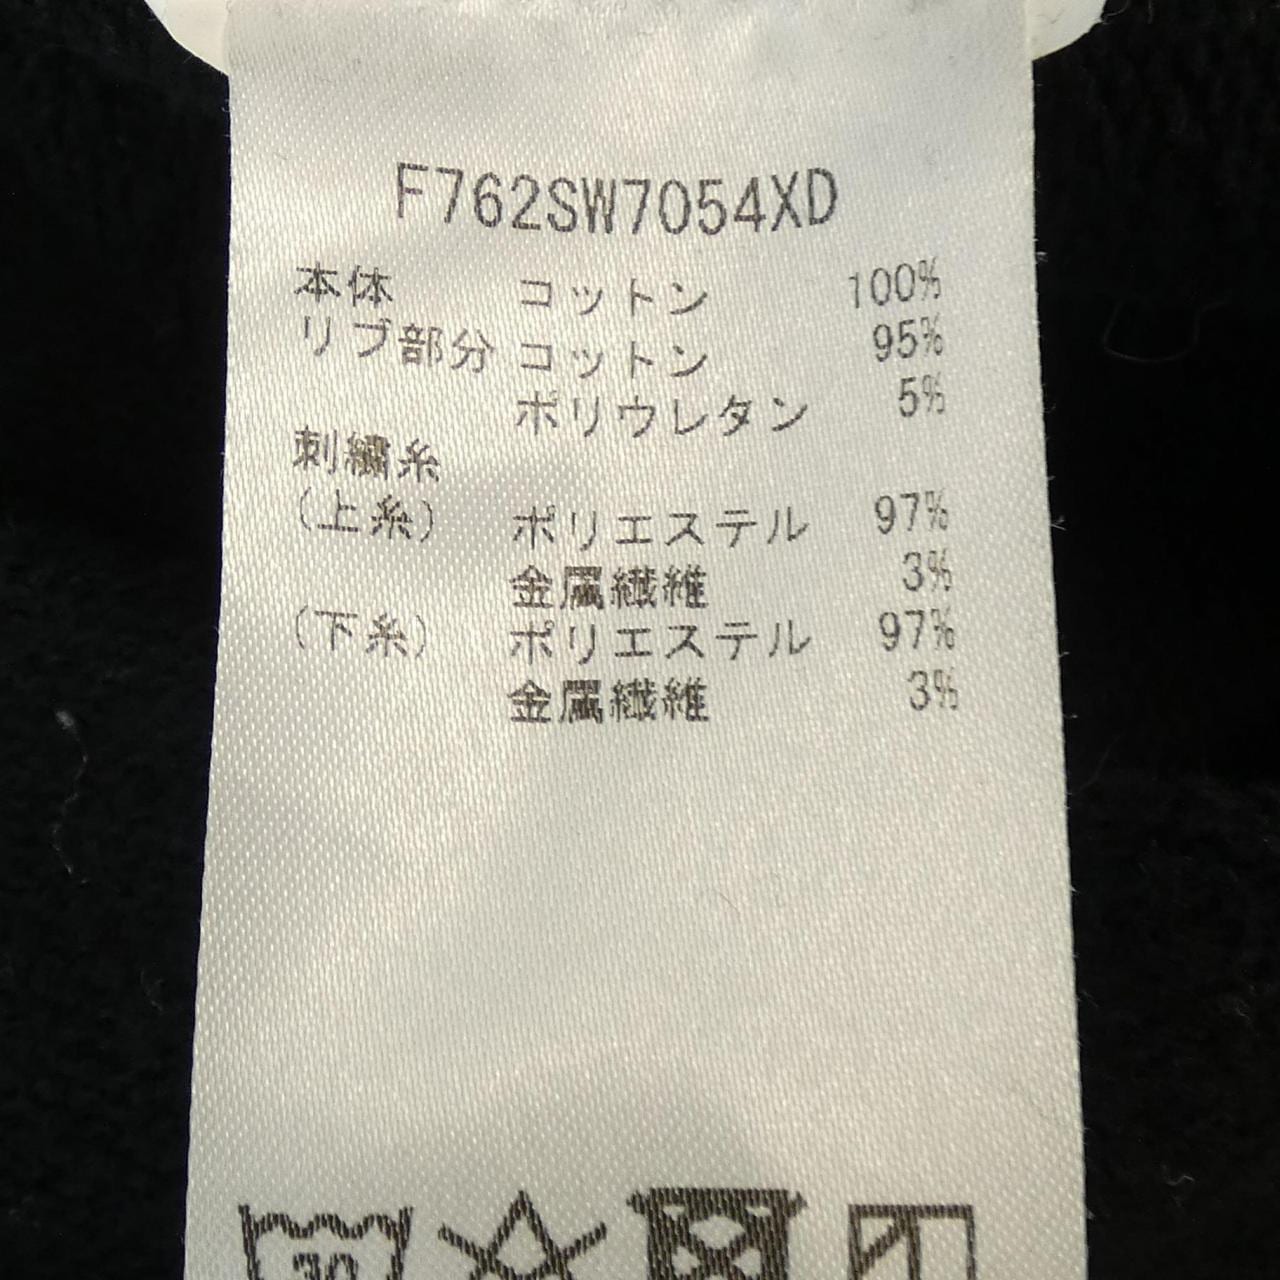 F762SW7054XD
本体 コットン 100%
リブ部分 コットン 95%
ポリウレタン 5%
刺繍糸
(上糸) ポリエステル 97%
金属繊維 3%
(下糸) ポリエステル 97%
金属繊維 3%
30